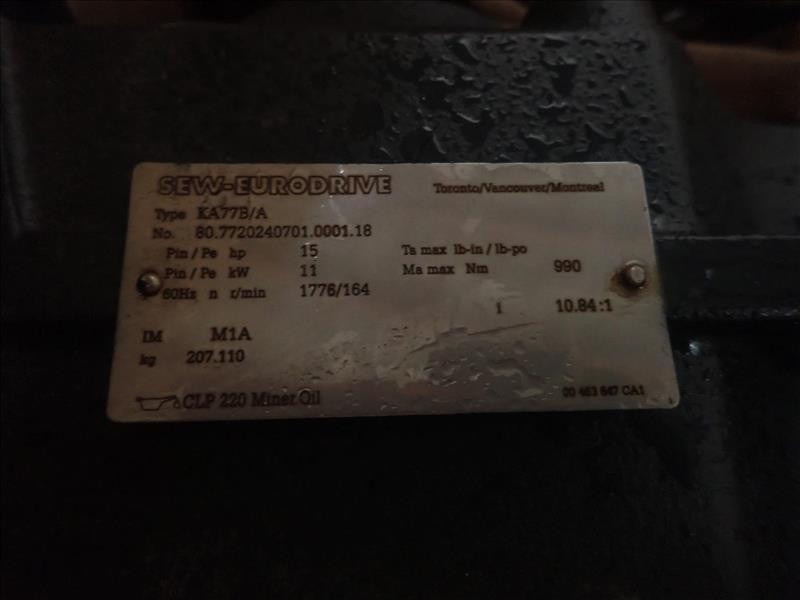 SEW-EURODRIVE Toronto/Vancouver/Montreal
Type KA77B/A
No. 80.7720240701.0001.18
Pin/Pe hp 15 Ta max lb-in/lb-po
Pin/Pe kW 11 Ma max Nm 990
60Hz n r/min 1776/164
i 10.84:1
IM M1A
kg 207.110
CLP 220 Miner.Oil 00 463 647 CA1